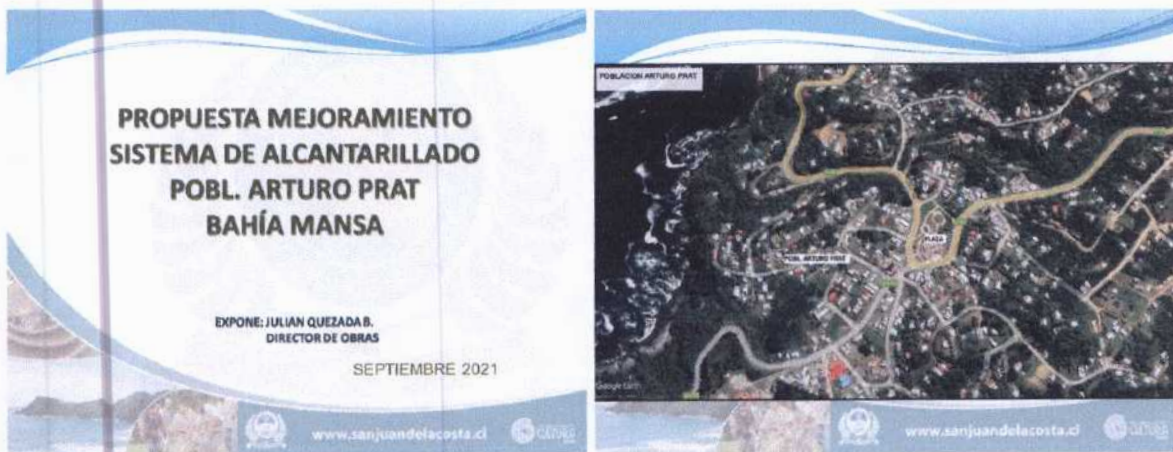 PROPUESTA MEJORAMIENTO
SISTEMA DE ALCANTARILLADO
POBL. ARTURO PRAT
BAHÍA MANSA
EXPONE: JULIAN QUEZADA B.
DIRECTOR DE OBRAS
SEPTIEMBRE 2021
www.sanjuandelacosta.cl
POBLACION ARTURO PRAT
PLAZA
POBL. ARTURO PRAT
Google Earth
www.sanjuandelacosta.cl